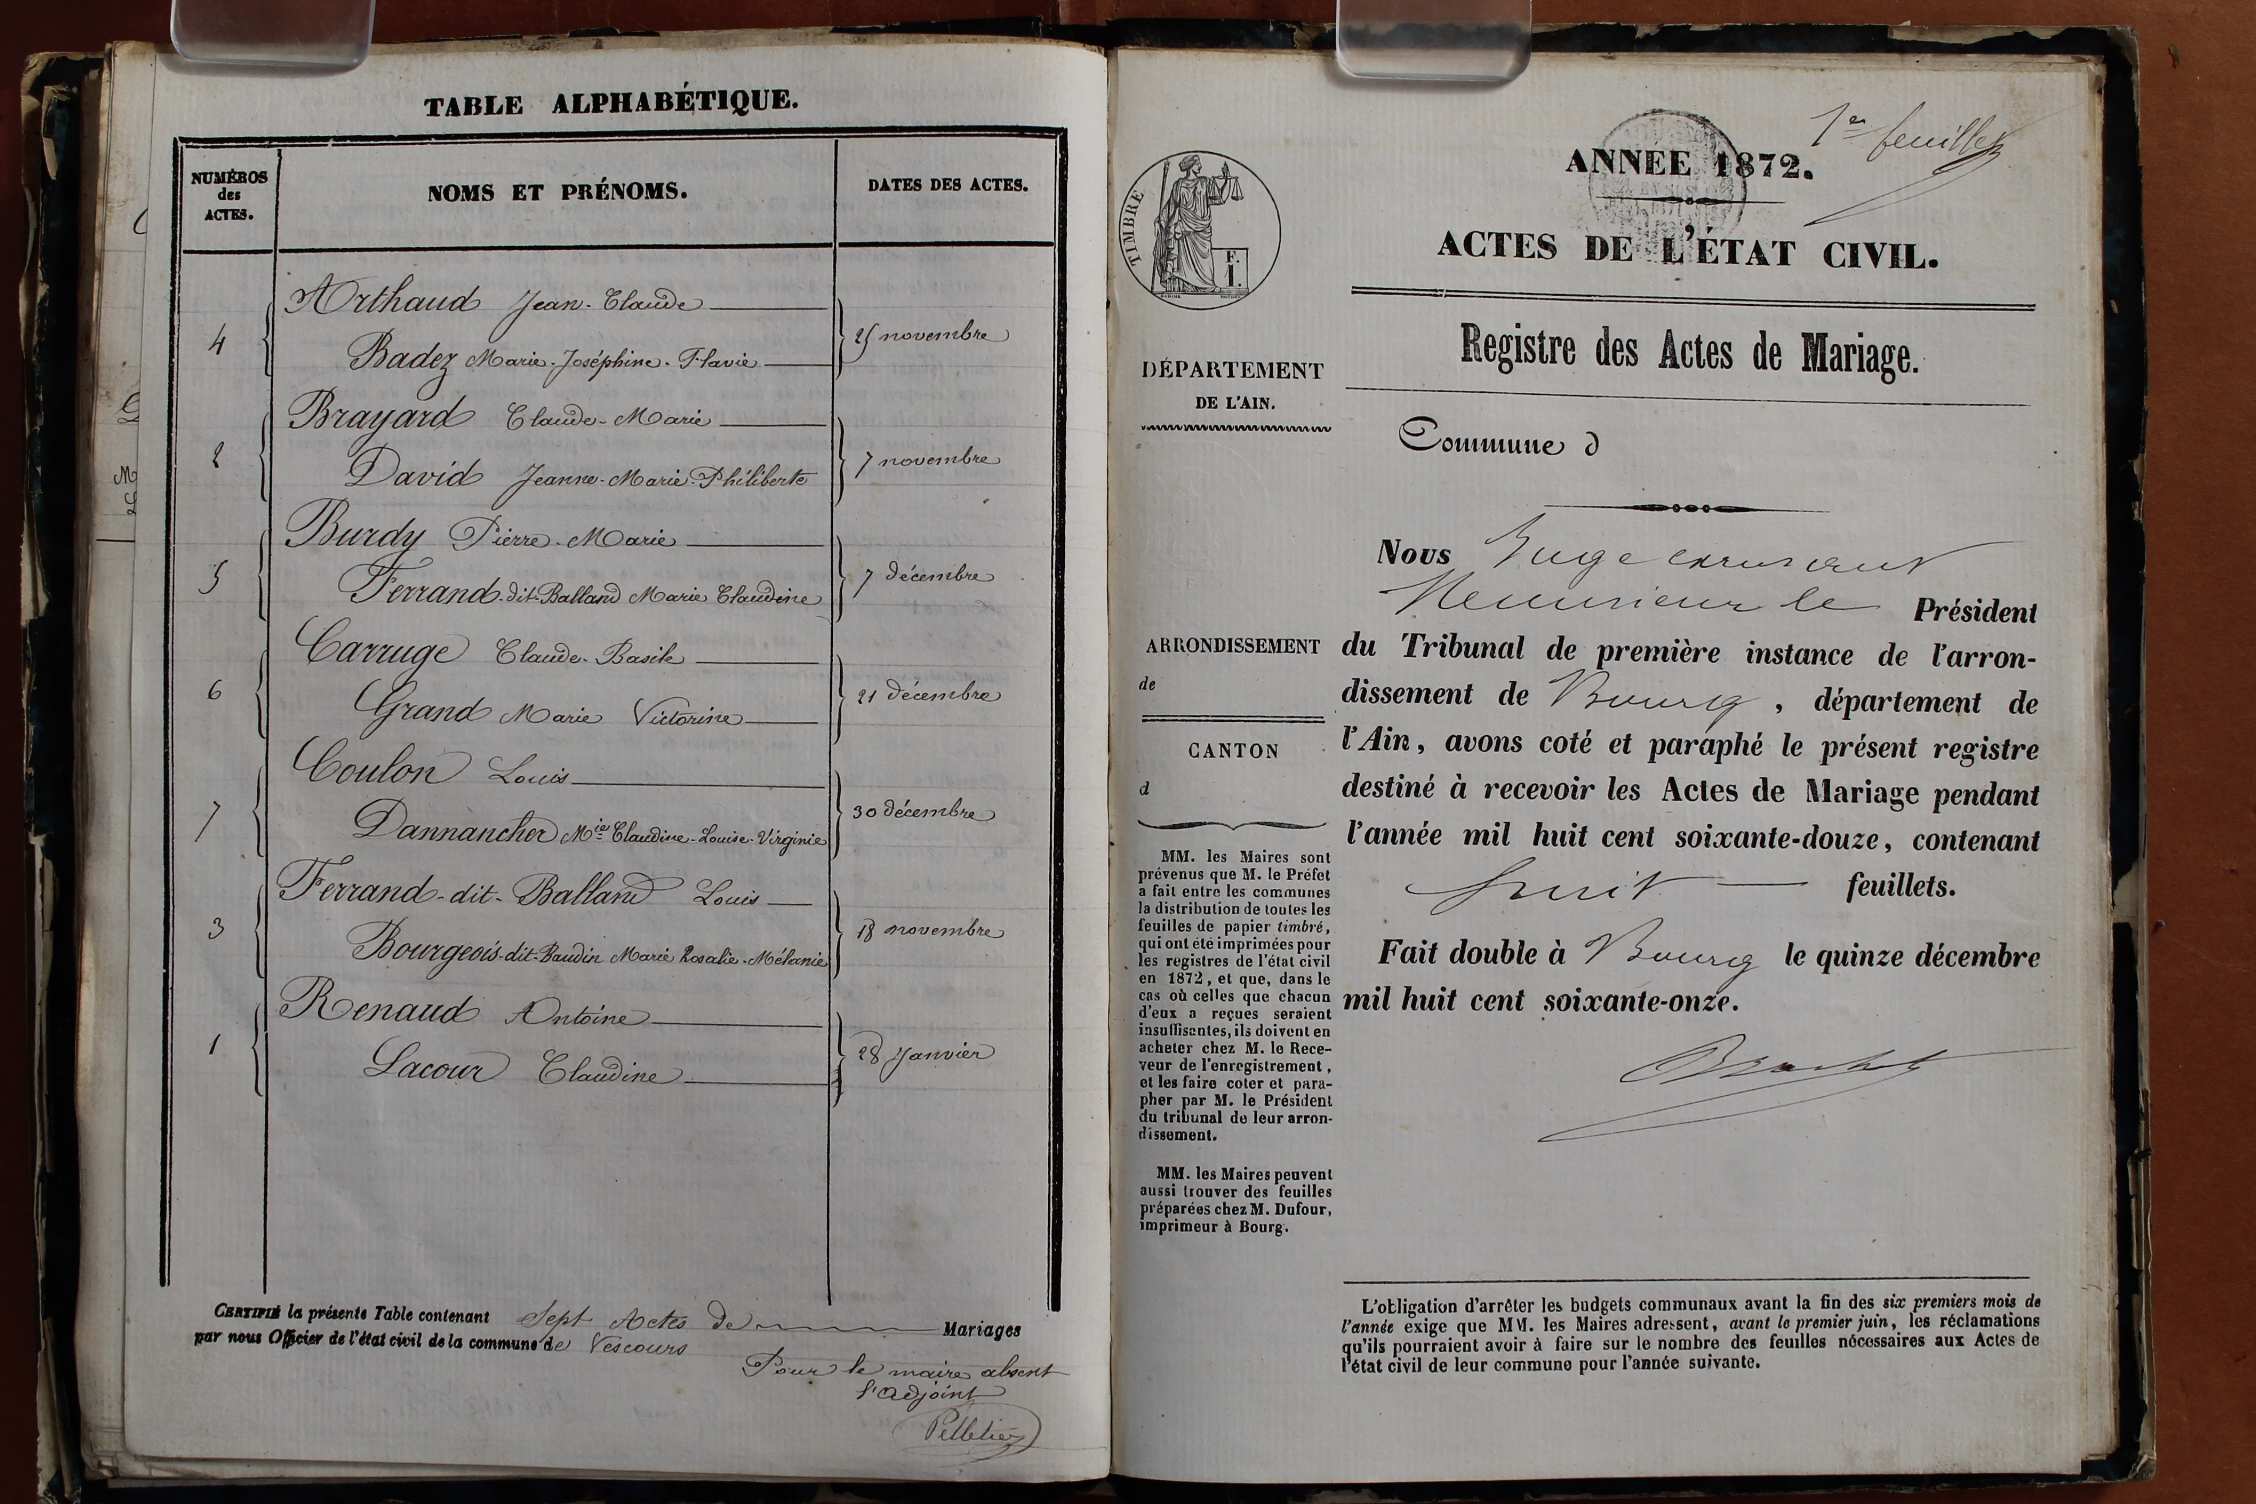 TABLE ALPHABÉTIQUE.
NUMÉROS
des
ACTES.
NOMS ET PRÉNOMS.
DATES DES ACTES.
Arthaud Jean-Claude
4
25 novembre
Badez Marie-Joséphine-Flavie
Brayard Claude-Marie
2
7 novembre
David Jeanne-Marie-Philiberte
Burdy Pierre-Marie
5
7 décembre
Ferrand-dit-Balland Marie Claudine
Carruge Claude-Basile
6
21 décembre
Grand Marie Victorine
Coulon Louis
7
30 décembre
Dannancher Mie Claudine-Louise-Virginie
Ferrand-dit-Balland Louis
3
18 novembre
Bourgeois-dit-Baudin Marie Rosalie-Mélanie
Renaud Antoine
1
28 Janvier
Lacour Claudine
CERTIFIÉ la présente Table contenant Sept Actes de Mariages
par nous Officier de l'état civil de la commune de Vescours
Pour le maire absent
l'Adjoint
Pelletier
1er feuillet
TIMBRE
F.
1.
ANNEE 1872.
ACTES DE L'ÉTAT CIVIL.
Registre des Actes de Mariage.
DÉPARTEMENT
DE L'AIN.
Commune d
ARRONDISSEMENT
de
CANTON
d
MM. les Maires sont
prévenus que M. le Préfet
a fait entre les communes
la distribution de toutes les
feuilles de papier timbré,
qui ont été imprimées pour
les registres de l'état civil
en 1872, et que, dans le
cas où celles que chacun
d'eux a reçues seraient
insuffisantes, ils doivent en
acheter chez M. le Rece-
veur de l'enregistrement,
et les faire coter et para-
pher par M. le Président
du tribunal de leur arron-
dissement.
MM. les Maires peuvent
aussi trouver des feuilles
préparées chez M. Dufour,
imprimeur à Bourg.
Nous Juge
Monsieur le Président
du Tribunal de première instance de l'arron-
dissement de Bourg, département de
l'Ain, avons coté et paraphé le présent registre
destiné à recevoir les Actes de Mariage pendant
l'année mil huit cent soixante-douze, contenant
huit feuillets.
Fait double à Bourg le quinze décembre
mil huit cent soixante-onze.
L'obligation d'arrêter les budgets communaux avant la fin des six premiers mois de
l'année exige que MM. les Maires adressent, avant le premier juin, les réclamations
qu'ils pourraient avoir à faire sur le nombre des feuilles nécessaires aux Actes de
l'état civil de leur commune pour l'année suivante.